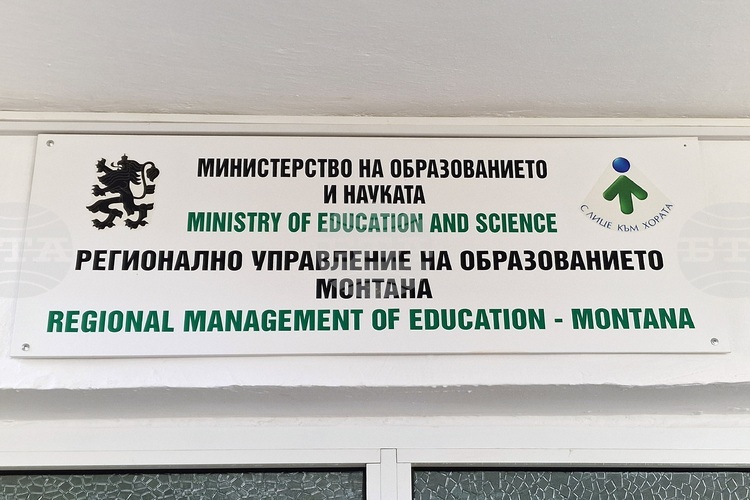 МИНИСТЕРСТВО НА ОБРАЗОВАНИЕТО
И НАУКАТА
MINISTRY OF EDUCATION AND SCIENCE
С ЛИЦЕ КЪМ ХОРАТА
РЕГИОНАЛНО УПРАВЛЕНИЕ НА ОБРАЗОВАНИЕТО
МОНТАНА
REGIONAL MANAGEMENT OF EDUCATION - MONTANA